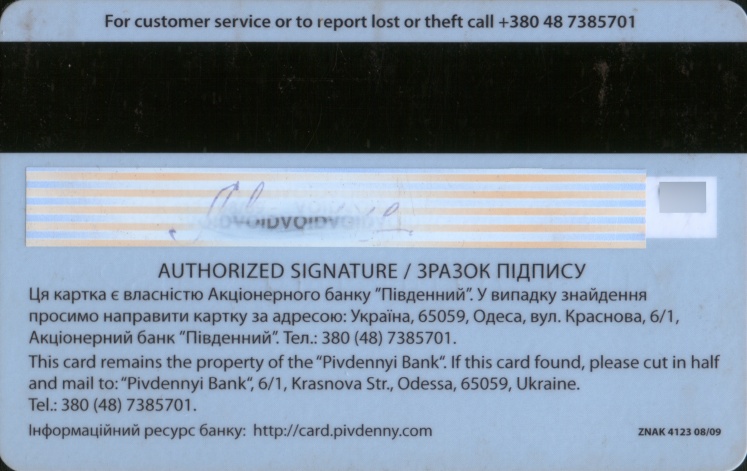 For customer service or to report lost or theft call +380 48 7385701
AUTHORIZED SIGNATURE / ЗРАЗОК ПІДПИСУ
Ця картка є власністю Акціонерного банку "Південний". У випадку знайдення
просимо направити картку за адресою: Україна, 65059, Одеса, вул. Краснова, 6/1,
Акціонерний банк "Південний". Тел.: 380 (48) 7385701.
This card remains the property of the "Pivdennyi Bank". If this card found, please cut in half
and mail to: "Pivdennyi Bank", 6/1, Krasnova Str., Odessa, 65059, Ukraine.
Tel.: 380 (48) 7385701.
Інформаційний ресурс банку: http://card.pivdenny.com
ZNAK 4123 08/09